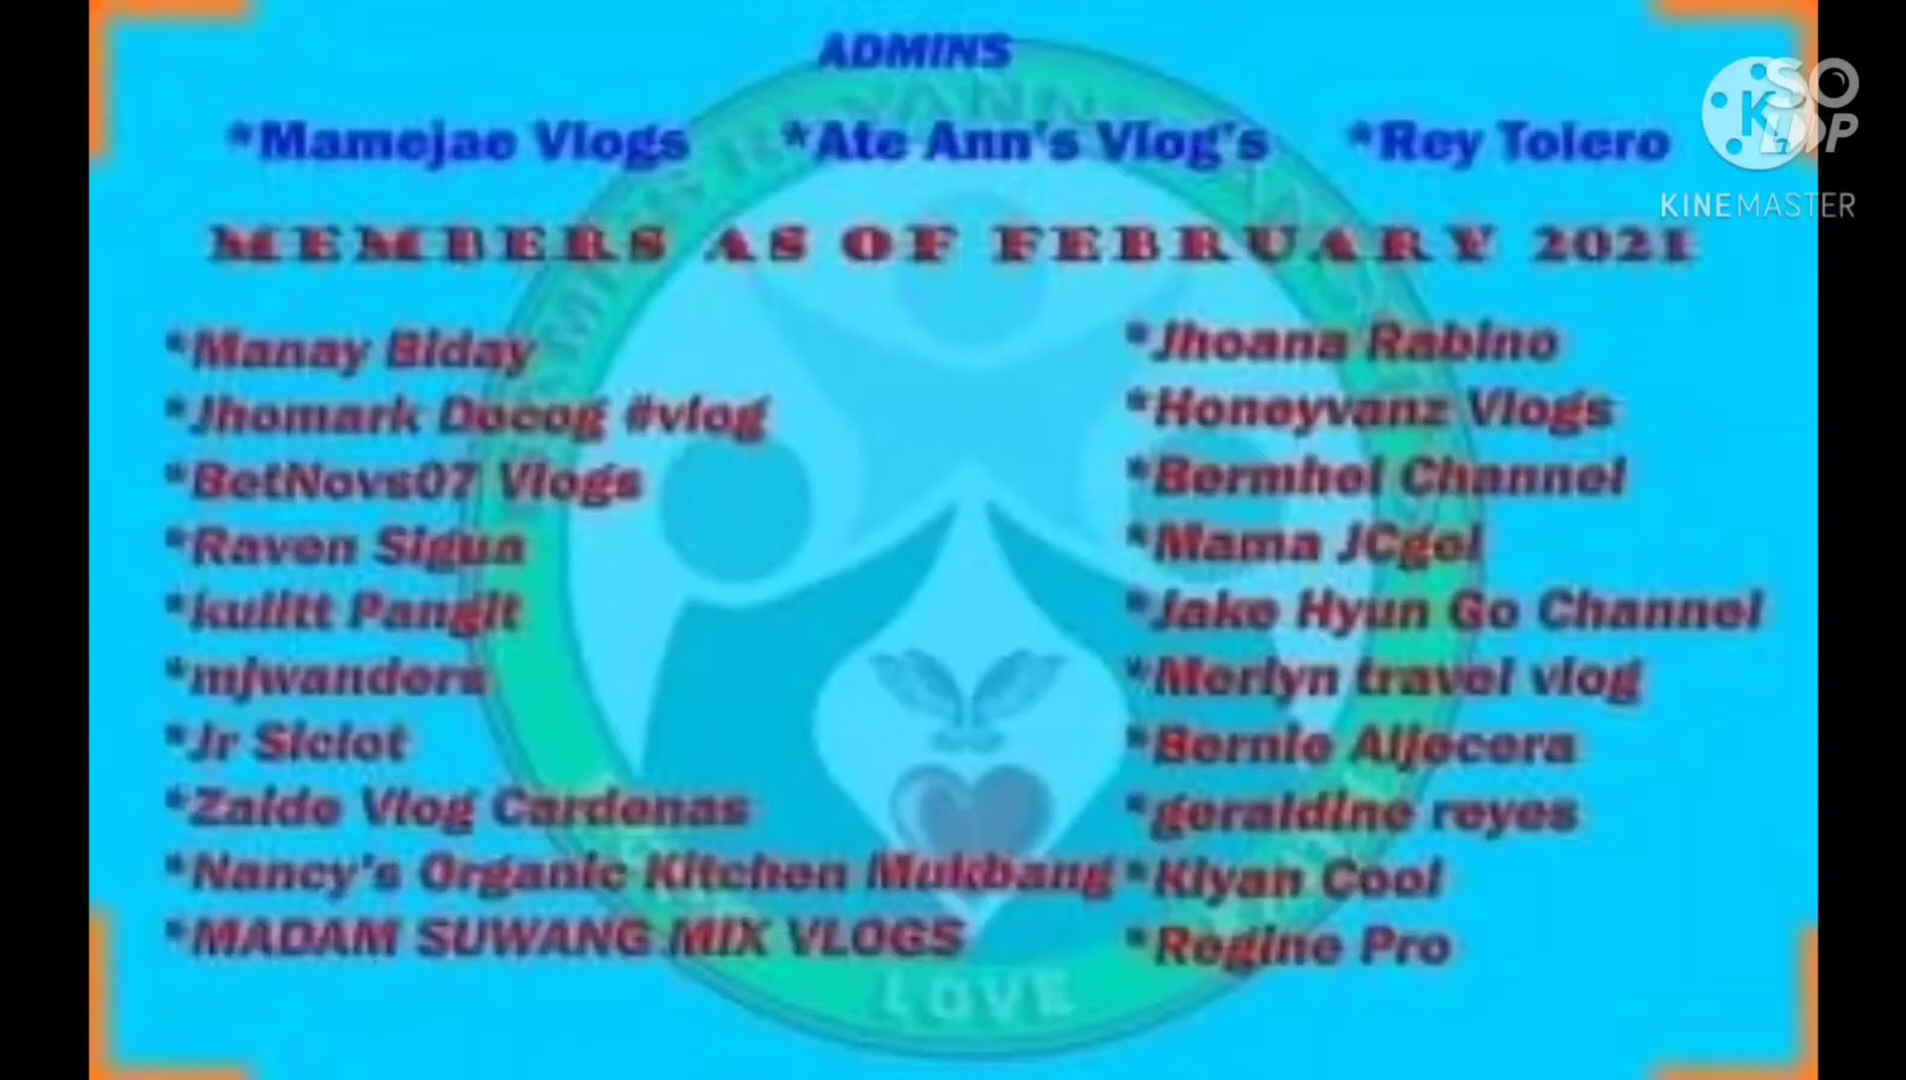 ADMINS
*Mamejae Vlogs *Ate Ann's Vlog's *Rey Tolero
MEMBERS AS OF FEBRUARY 2021
*Manay Biday
*Jhomark Docog #vlog
*BetNovs07 Vlogs
*Raven Sigua
*kulitt Pangit
*mjwanders
*Jr Siciot
*Zaide Vlog Cardenas
*Nancy's Organic Kitchen Mukbang
*MADAM SUWANG MIX VLOGS
*Jhoana Rabino
*Honeyvanz Vlogs
*Bermhel Channel
*Mama JCgel
*Jake Hyun Go Channel
*Merlyn travel vlog
*Bernie Aljecera
*geraldine reyes
*Kiyan Cool
*Regine Pro
LOVE
K
KINEMASTER